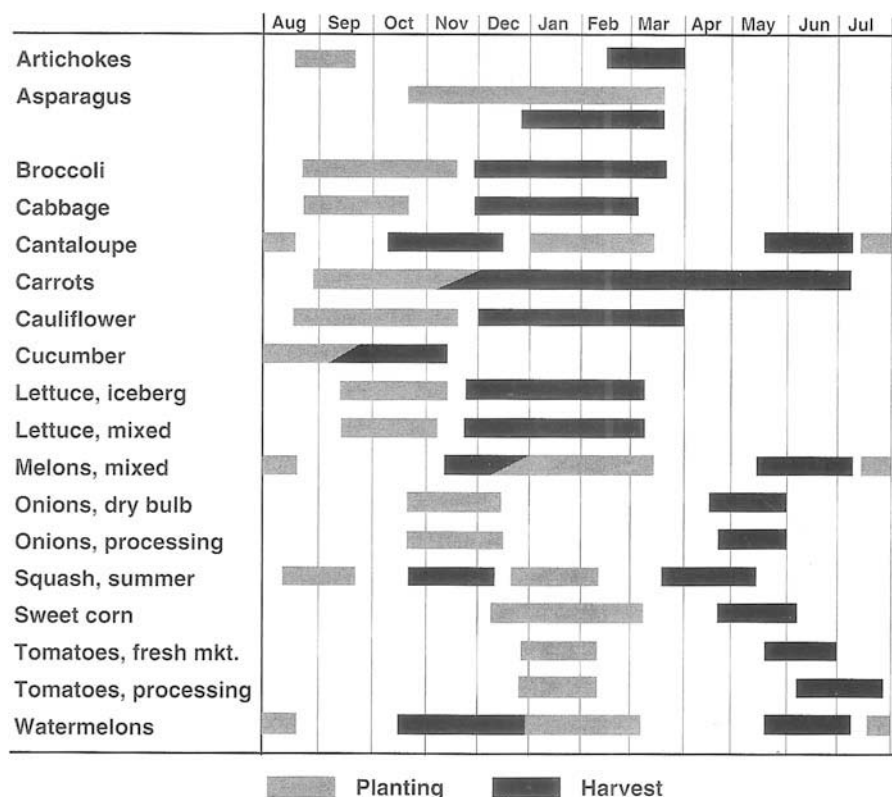 Aug Sep Oct Nov Dec Jan Feb Mar Apr May Jun Jul
Artichokes
Asparagus
Broccoli
Cabbage
Cantaloupe
Carrots
Cauliflower
Cucumber
Lettuce, iceberg
Lettuce, mixed
Melons, mixed
Onions, dry bulb
Onions, processing
Squash, summer
Sweet corn
Tomatoes, fresh mkt.
Tomatoes, processing
Watermelons
Planting Harvest